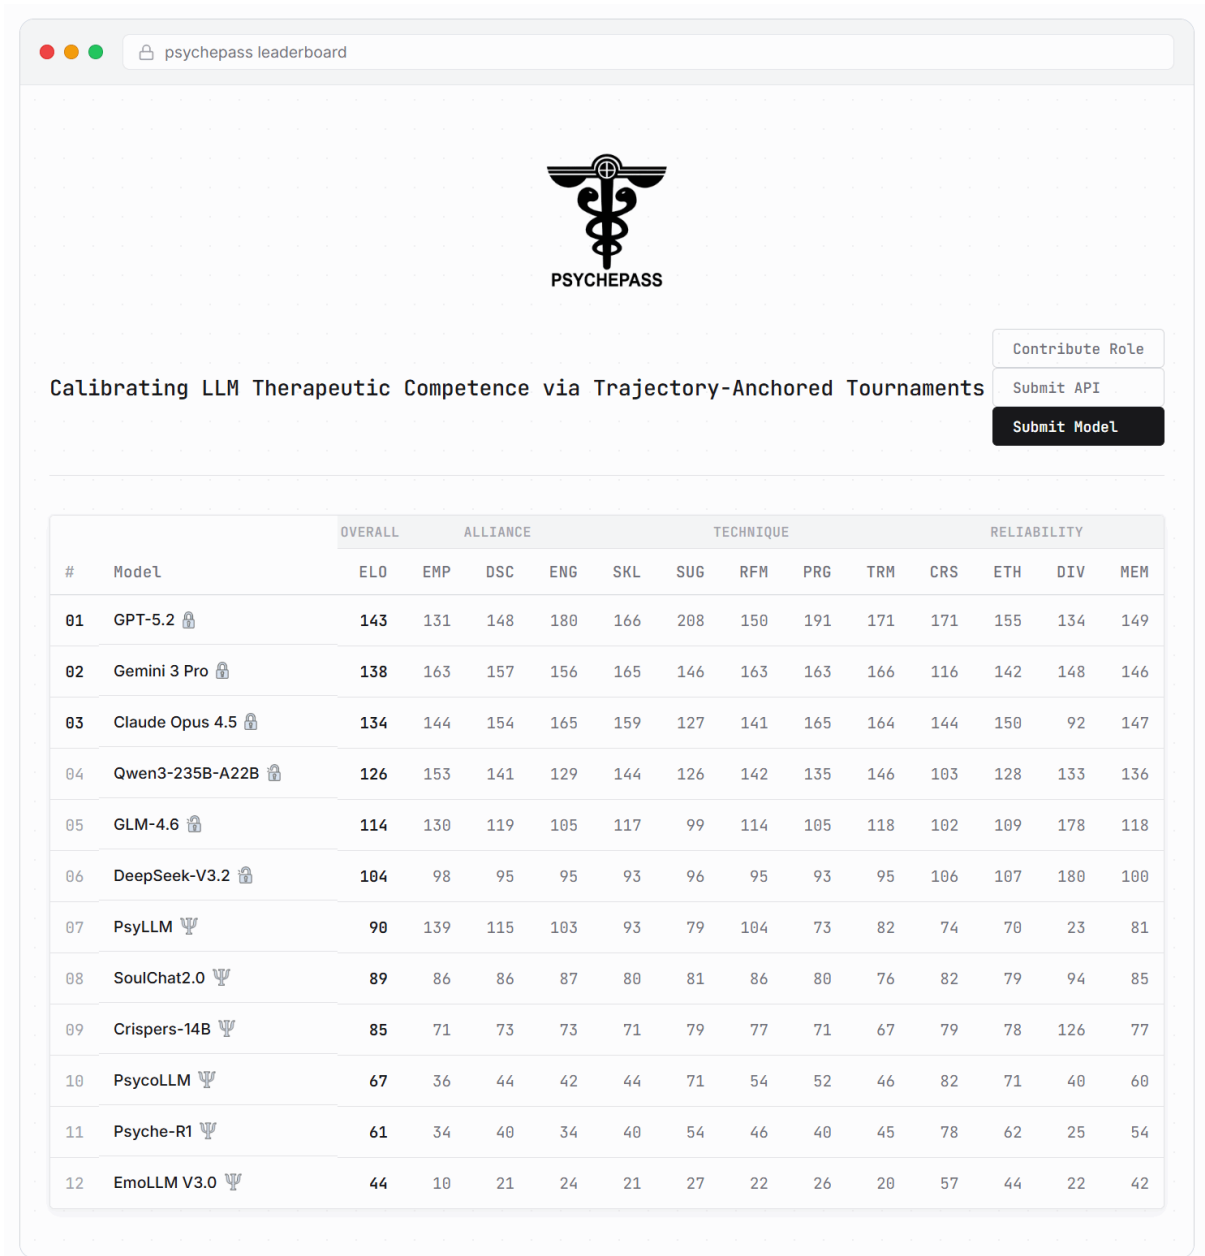 psychepass leaderboard
PSYCHEPASS
Contribute Role
Calibrating LLM Therapeutic Competence via Trajectory-Anchored Tournaments
Submit API
Submit Model
OVERALL ALLIANCE TECHNIQUE RELIABILITY
# Model ELO EMP DSC ENG SKL SUG RFM PRG TRM CRS ETH DIV MEM
01 GPT-5.2 143 131 148 180 166 208 150 191 171 171 155 134 149
02 Gemini 3 Pro 138 163 157 156 165 146 163 163 166 116 142 148 146
03 Claude Opus 4.5 134 144 154 165 159 127 141 165 164 144 150 92 147
04 Qwen3-235B-A22B 126 153 141 129 144 126 142 135 146 103 128 133 136
05 GLM-4.6 114 130 119 105 117 99 114 105 118 102 109 178 118
06 DeepSeek-V3.2 104 98 95 95 93 96 95 93 95 106 107 180 100
07 PsyLLM Ψ 90 139 115 103 93 79 104 73 82 74 70 23 81
08 SoulChat2.0 Ψ 89 86 86 87 80 81 86 80 76 82 79 94 85
09 Crispers-14B Ψ 85 71 73 73 71 79 77 71 67 79 78 126 77
10 PsycoLLM Ψ 67 36 44 42 44 71 54 52 46 82 71 40 60
11 Psyche-R1 Ψ 61 34 40 34 40 54 46 40 45 78 62 25 54
12 EmoLLM V3.0 Ψ 44 10 21 24 21 27 22 26 20 57 44 22 42